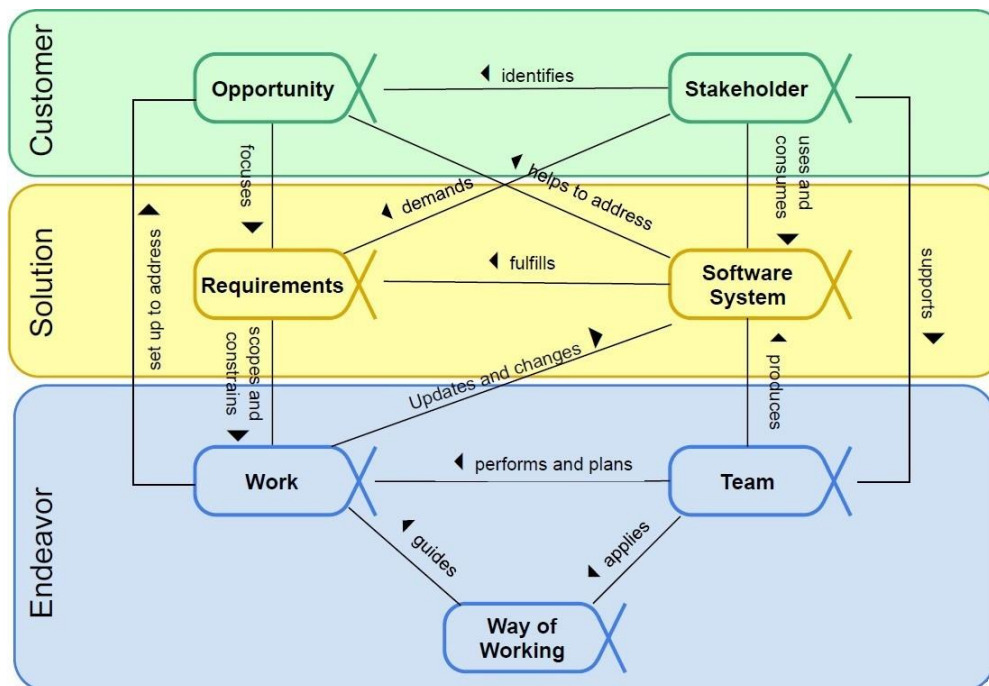 Customer
Opportunity
identifies
Stakeholder
focuses
demands
helps to address
uses and
consumes
Solution
set up to address
Requirements
fulfills
Software
System
supports
scopes and
constrains
Updates and changes
produces
Endeavor
Work
performs and plans
Team
guides
applies
Way of
Working